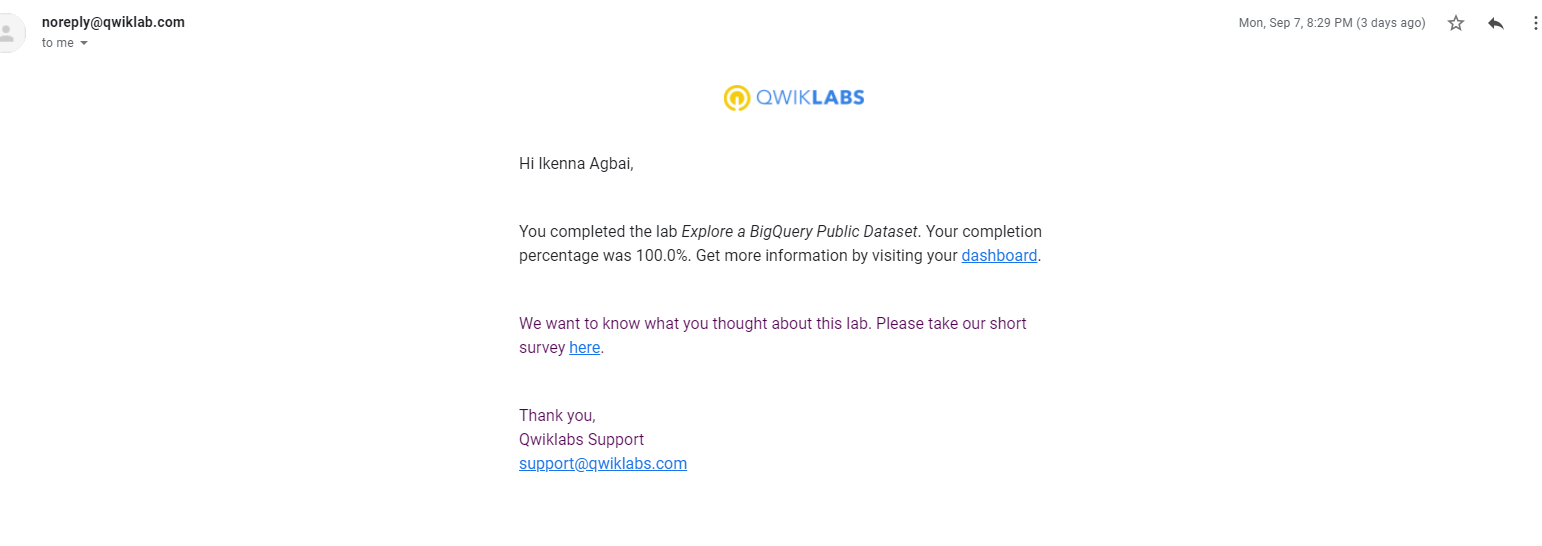 noreply@qwiklab.com
Mon, Sep 7, 8:29 PM (3 days ago)
to me
QWIKLABS
Hi Ikenna Agbai,
You completed the lab Explore a BigQuery Public Dataset. Your completion
percentage was 100.0%. Get more information by visiting your dashboard.
We want to know what you thought about this lab. Please take our short
survey here.
Thank you,
Qwiklabs Support
support@qwiklabs.com